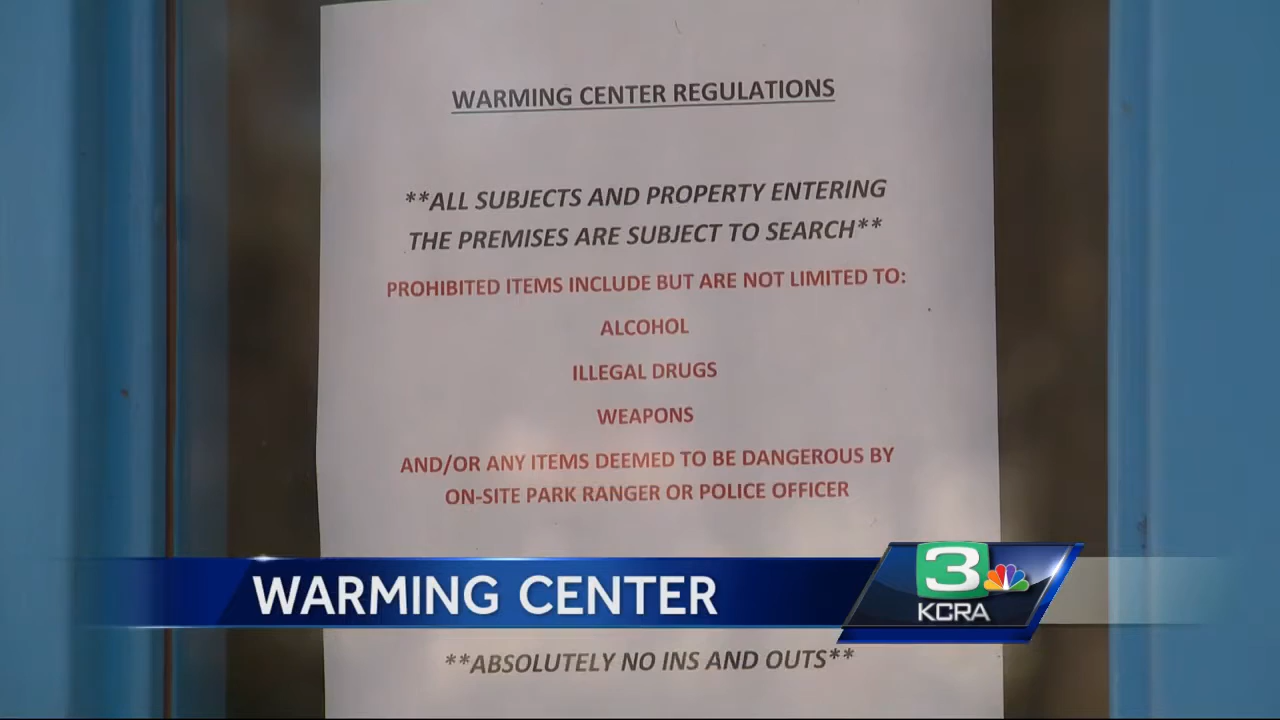 WARMING CENTER REGULATIONS
**ALL SUBJECTS AND PROPERTY ENTERING
THE PREMISES ARE SUBJECT TO SEARCH**
PROHIBITED ITEMS INCLUDE BUT ARE NOT LIMITED TO:
ALCOHOL
ILLEGAL DRUGS
WEAPONS
AND/OR ANY ITEMS DEEMED TO BE DANGEROUS BY
ON-SITE PARK RANGER OR POLICE OFFICER
WARMING CENTER
3
KCRA
**ABSOLUTELY NO INS AND OUTS**